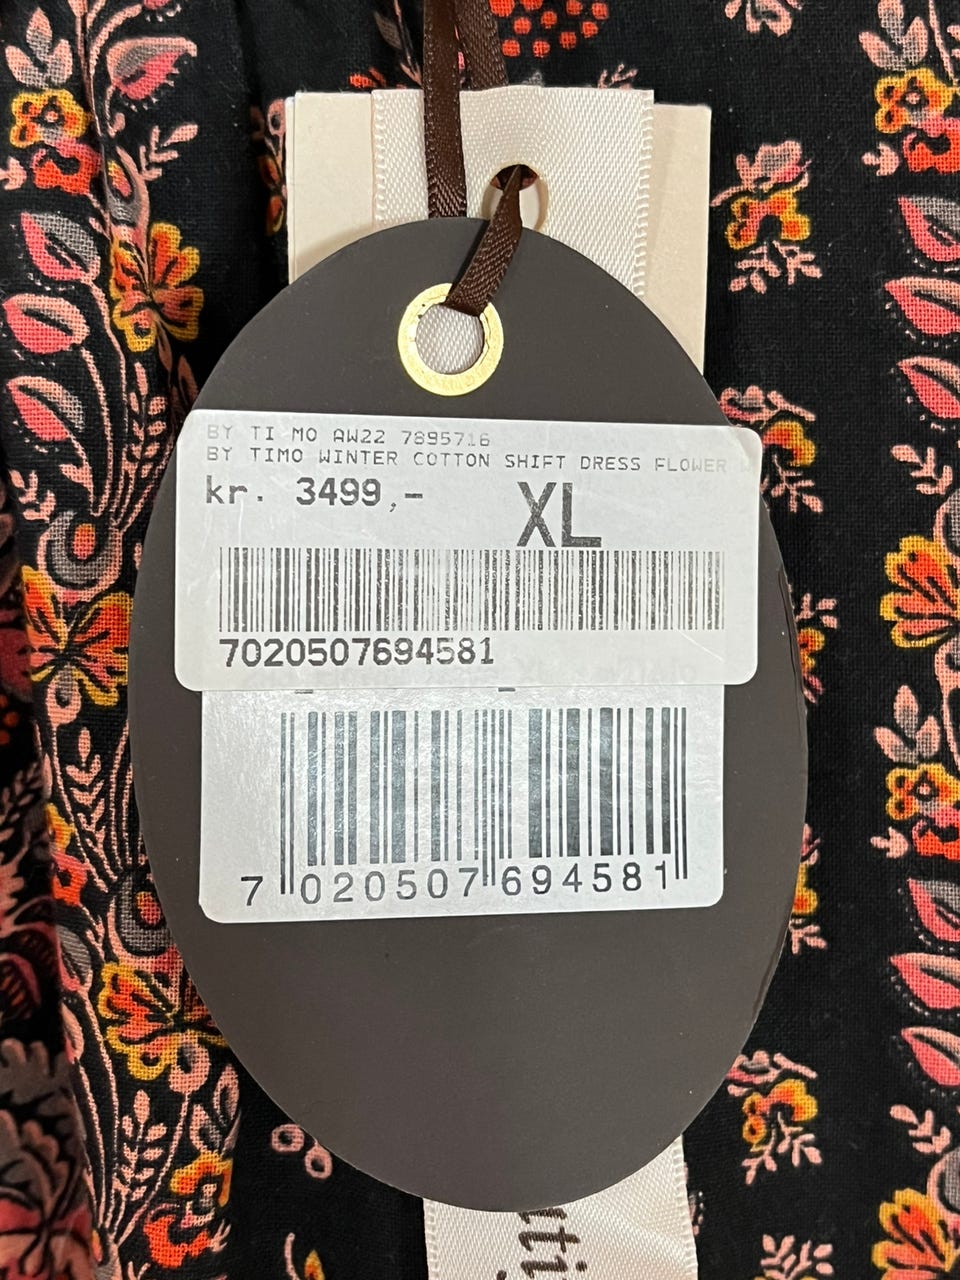 BY TI MO AW22 7895716
BY TIMO WINTER COTTON SHIFT DRESS FLOWER
kr. 3499,-
XL
7020507694581
7 020507 694581